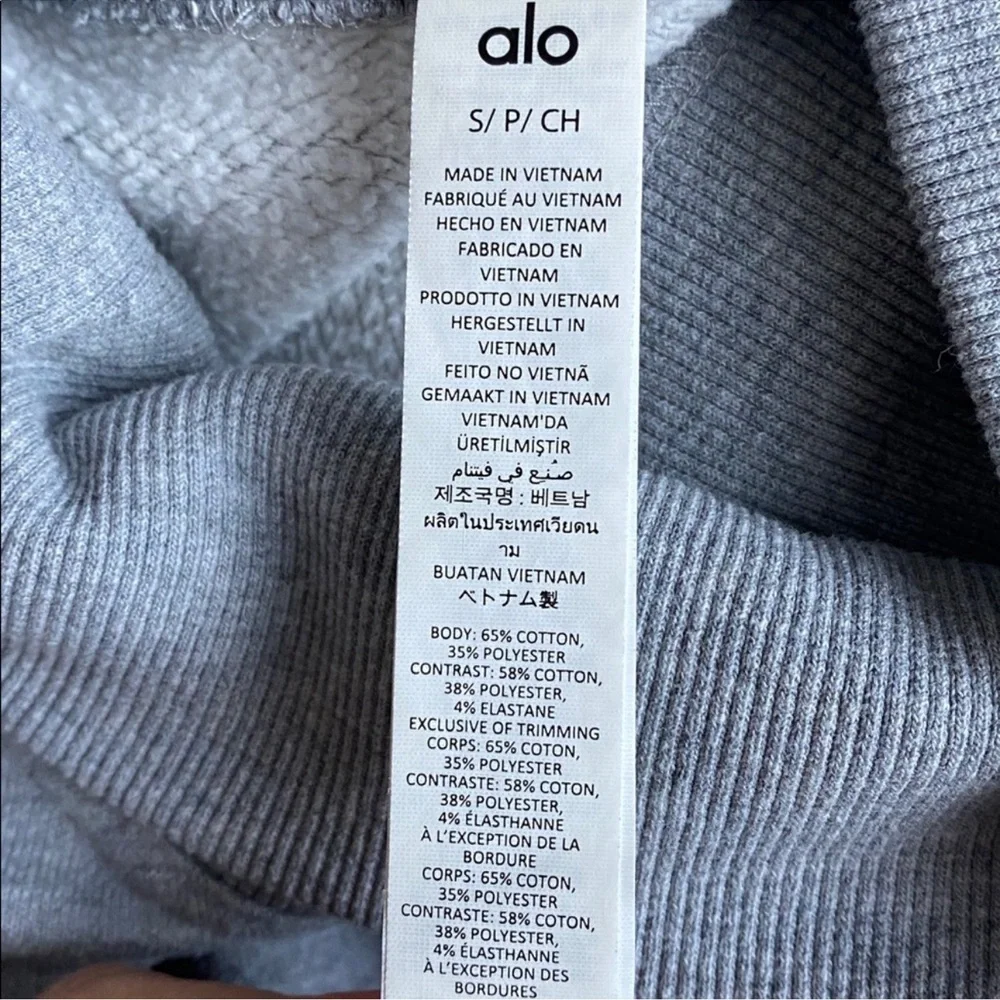 alo
S/ P/ CH
MADE IN VIETNAM
FABRIQUÉ AU VIETNAM
HECHO EN VIETNAM
FABRICADO EN
VIETNAM
PRODOTTO IN VIETNAM
HERGESTELLT IN
VIETNAM
FEITO NO VIETNÃ
GEMAAKT IN VIETNAM
VIETNAM'DA
ÜRETİLMİŞTİR
صُنِع في فيتنام
제조국명 : 베트남
ผลิตในประเทศเวียดน
าม
BUATAN VIETNAM
ベトナム製
BODY: 65% COTTON,
35% POLYESTER
CONTRAST: 58% COTTON,
38% POLYESTER,
4% ELASTANE
EXCLUSIVE OF TRIMMING
CORPS: 65% COTON,
35% POLYESTER
CONTRASTE: 58% COTON,
38% POLYESTER,
4% ÉLASTHANNE
À L'EXCEPTION DE LA
BORDURE
CORPS: 65% COTON,
35% POLYESTER
CONTRASTE: 58% COTON,
38% POLYESTER,
4% ÉLASTHANNE
À L'EXCEPTION DES
BORDURES